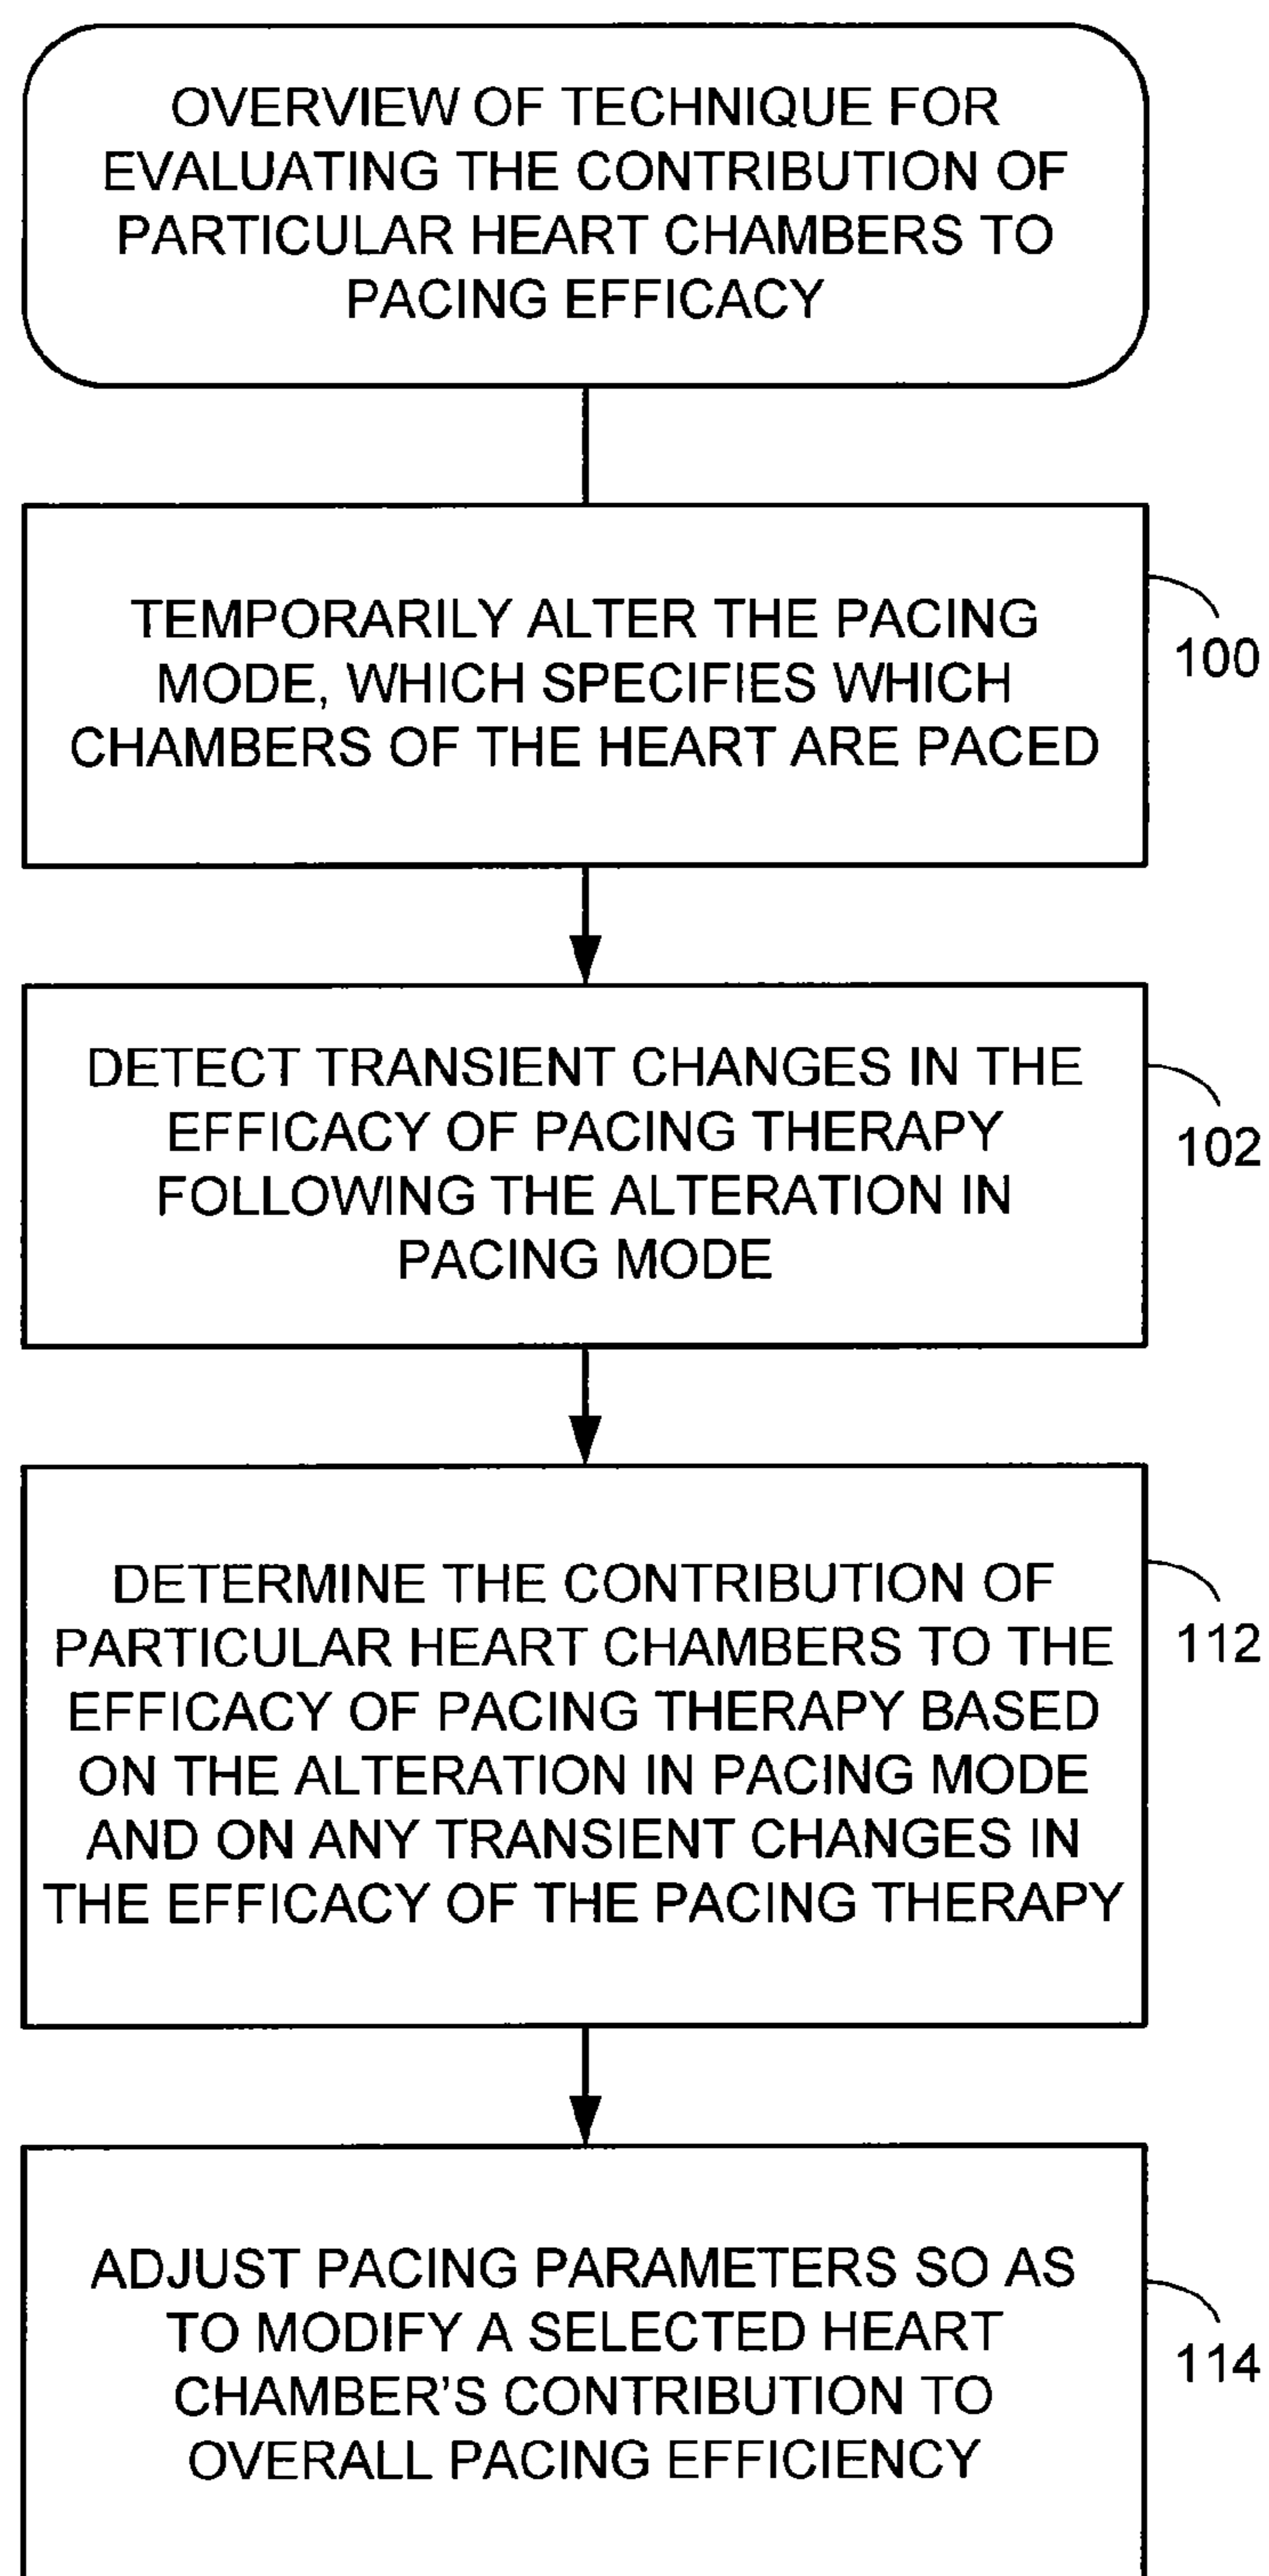 OVERVIEW OF TECHNIQUE FOR
EVALUATING THE CONTRIBUTION OF
PARTICULAR HEART CHAMBERS TO
PACING EFFICACY
TEMPORARILY ALTER THE PACING
MODE, WHICH SPECIFIES WHICH
CHAMBERS OF THE HEART ARE PACED
100
DETECT TRANSIENT CHANGES IN THE
EFFICACY OF PACING THERAPY
FOLLOWING THE ALTERATION IN
PACING MODE
102
DETERMINE THE CONTRIBUTION OF
PARTICULAR HEART CHAMBERS TO THE
EFFICACY OF PACING THERAPY BASED
ON THE ALTERATION IN PACING MODE
AND ON ANY TRANSIENT CHANGES IN
THE EFFICACY OF THE PACING THERAPY
112
ADJUST PACING PARAMETERS SO AS
TO MODIFY A SELECTED HEART
CHAMBER'S CONTRIBUTION TO
OVERALL PACING EFFICIENCY
114